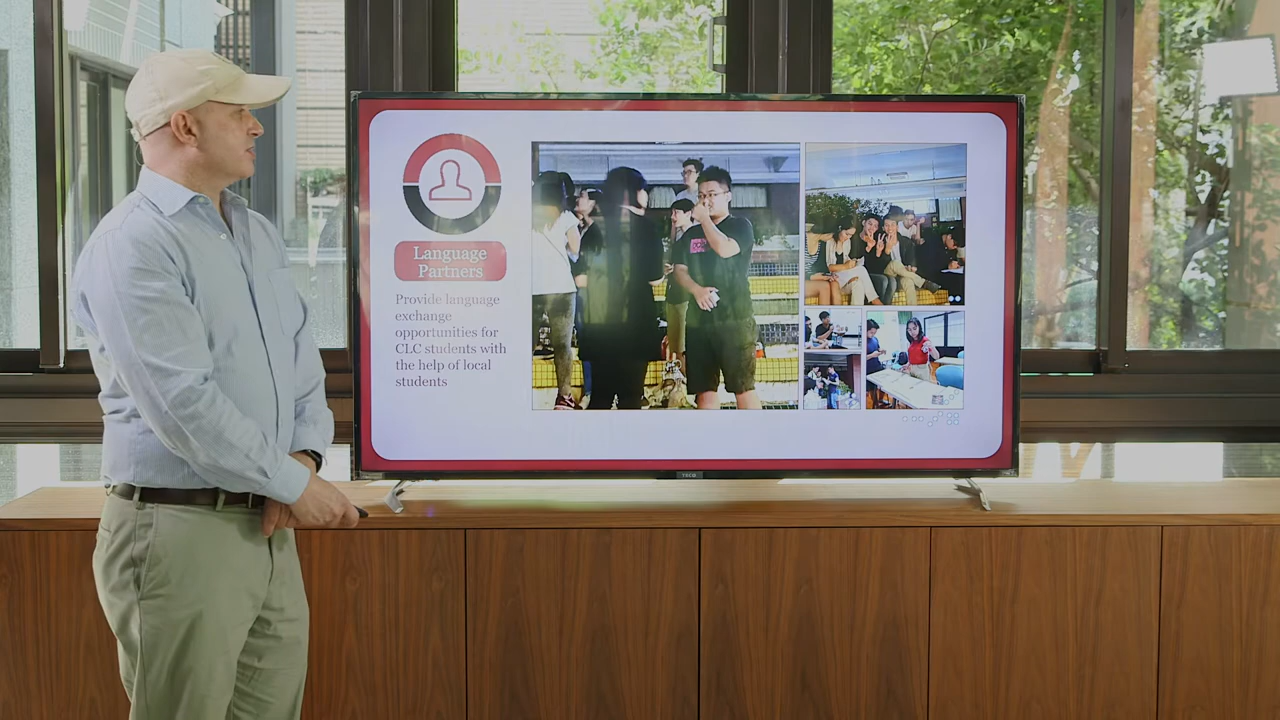 Language
Partners
Provide language
exchange
opportunities for
CLC students with
the help of local
students